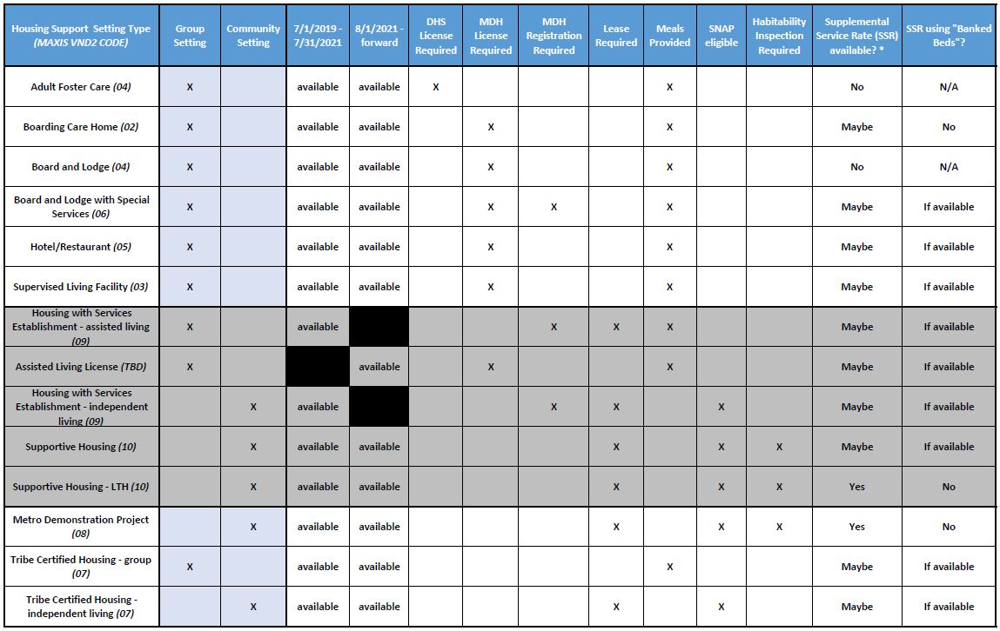 Housing Support Setting Type (MAXIS VND2 CODE) Group Setting Community Setting 7/1/2019 - 7/31/2021 8/1/2021 - forward DHS License Required MDH License Required MDH Registration Required Lease Required Meals Provided SNAP eligible Habitability Inspection Required Supplemental Service Rate (SSR) available? * SSR using "Banked Beds"?
Adult Foster Care (04) X available available X X No N/A
Boarding Care Home (02) X available available X X Maybe No
Board and Lodge (04) X available available X X No N/A
Board and Lodge with Special Services (06) X available available X X X Maybe If available
Hotel/Restaurant (05) X available available X X Maybe If available
Supervised Living Facility (03) X available available X X Maybe If available
Housing with Services Establishment - assisted living (09) X available X X X Maybe If available
Assisted Living License (TBD) X available X X Maybe If available
Housing with Services Establishment - independent living (09) X available X X X Maybe If available
Supportive Housing (10) X available available X X X Maybe If available
Supportive Housing - LTH (10) X available available X X X Yes No
Metro Demonstration Project (08) X available available X X X Yes No
Tribe Certified Housing - group (07) X available available X Maybe If available
Tribe Certified Housing - independent living (07) X available available X X Maybe If available